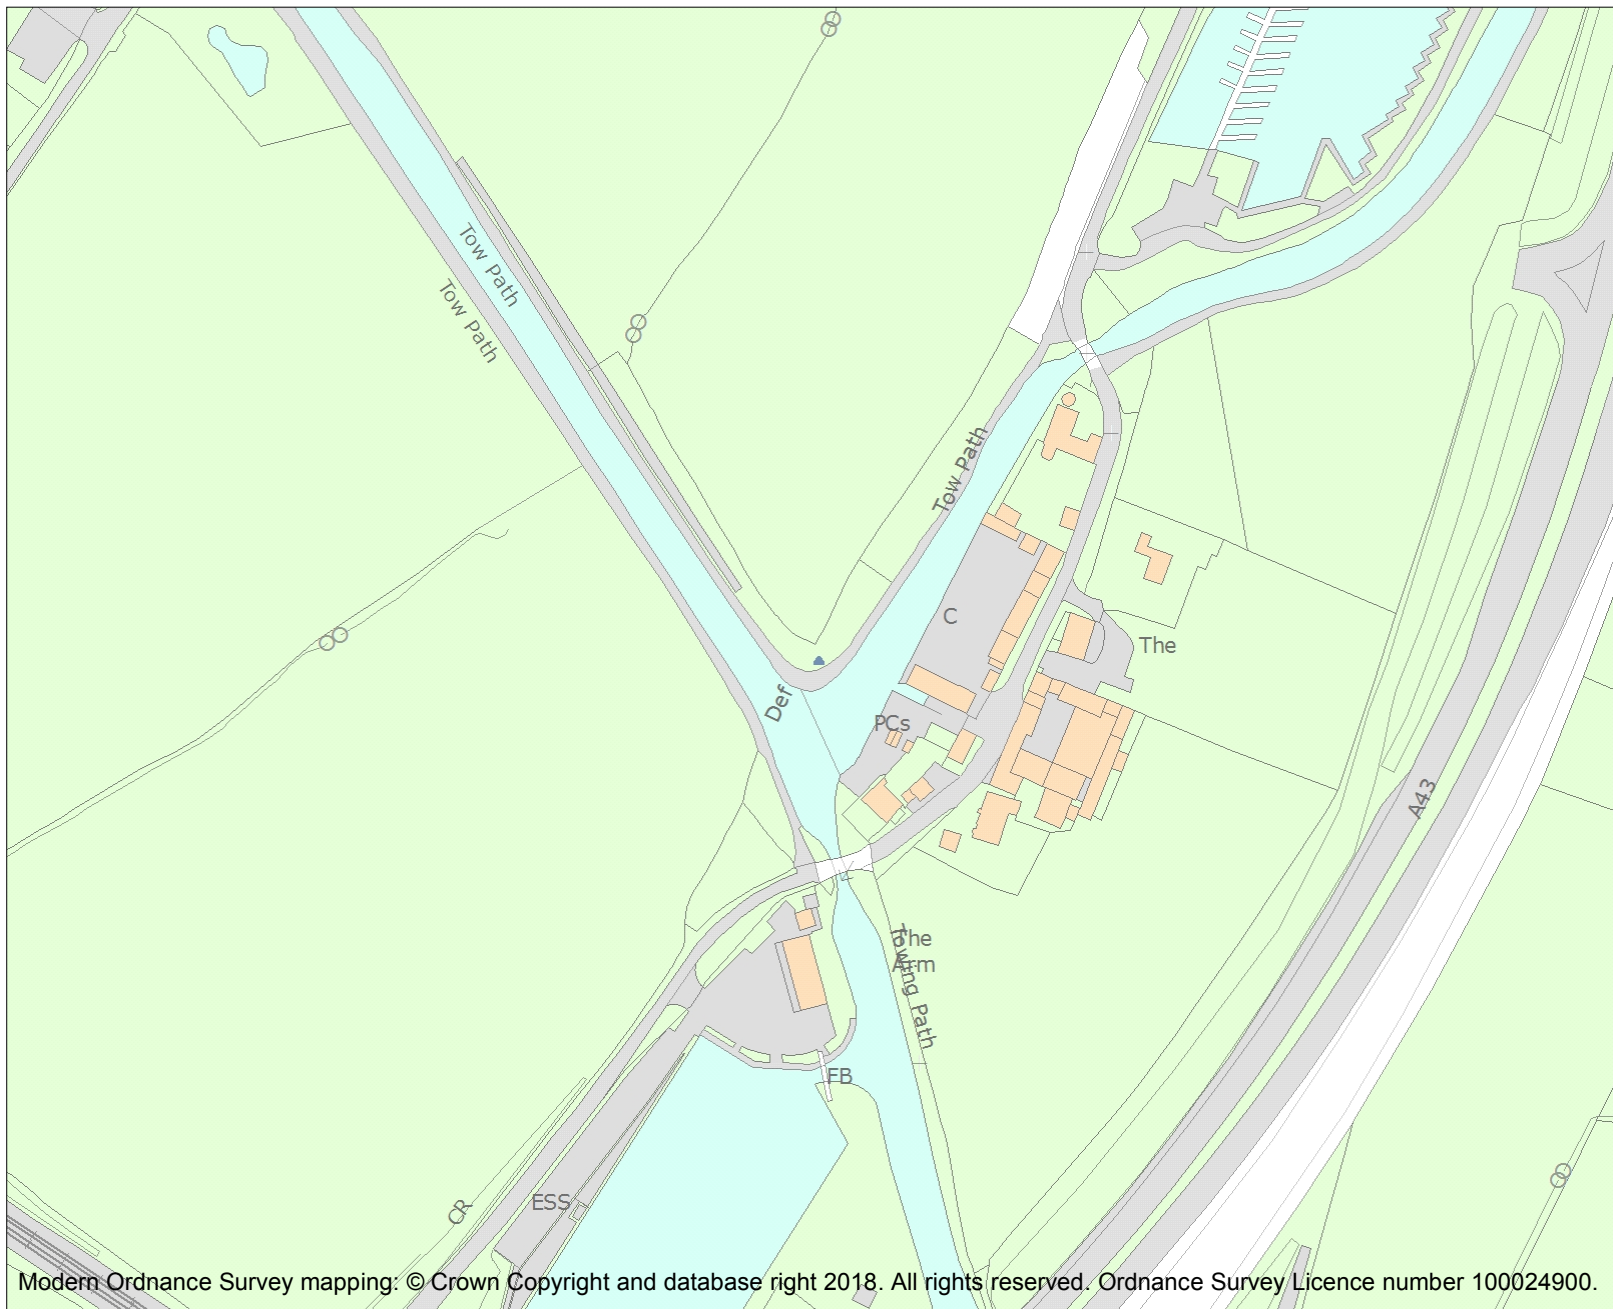 Tow Path
Tow Path
Tow Path
C
The
Def
PCs
A43
The
Arm
Towing Path
FB
CR
ESS
Modern Ordnance Survey mapping: © Crown Copyright and database right 2018. All rights reserved. Ordnance Survey Licence number 100024900.